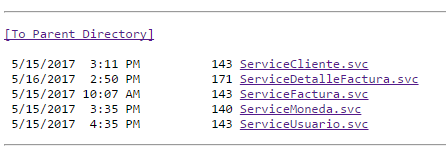 [To Parent Directory]
5/15/2017  3:11 PM          143 ServiceCliente.svc
5/16/2017  2:50 PM          171 ServiceDetalleFactura.svc
5/15/2017 10:07 AM          143 ServiceFactura.svc
5/15/2017  3:35 PM          140 ServiceMoneda.svc
5/15/2017  4:35 PM          143 ServiceUsuario.svc